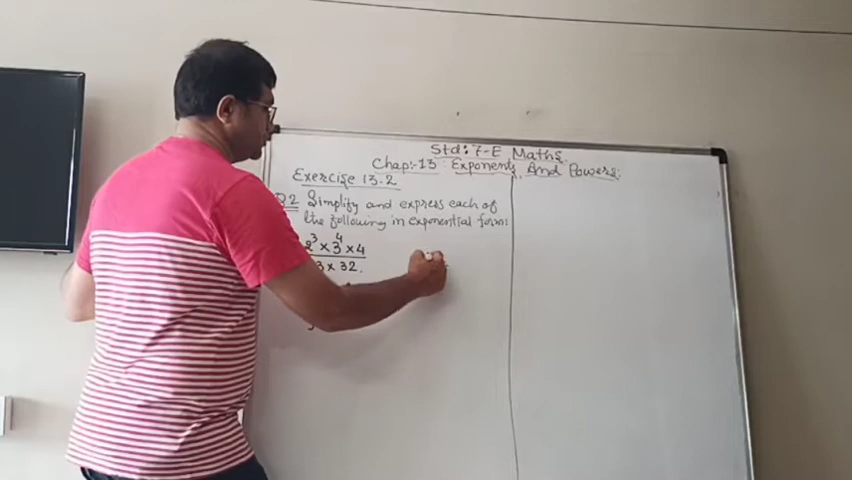 Std: 7-E Maths.
Chap:- 13 : Exponents And Powers.
Exercise 13.2
Q.2 Simplify and express each of
the following in exponential form:
2³ × 3⁴ × 4
3 × 32.